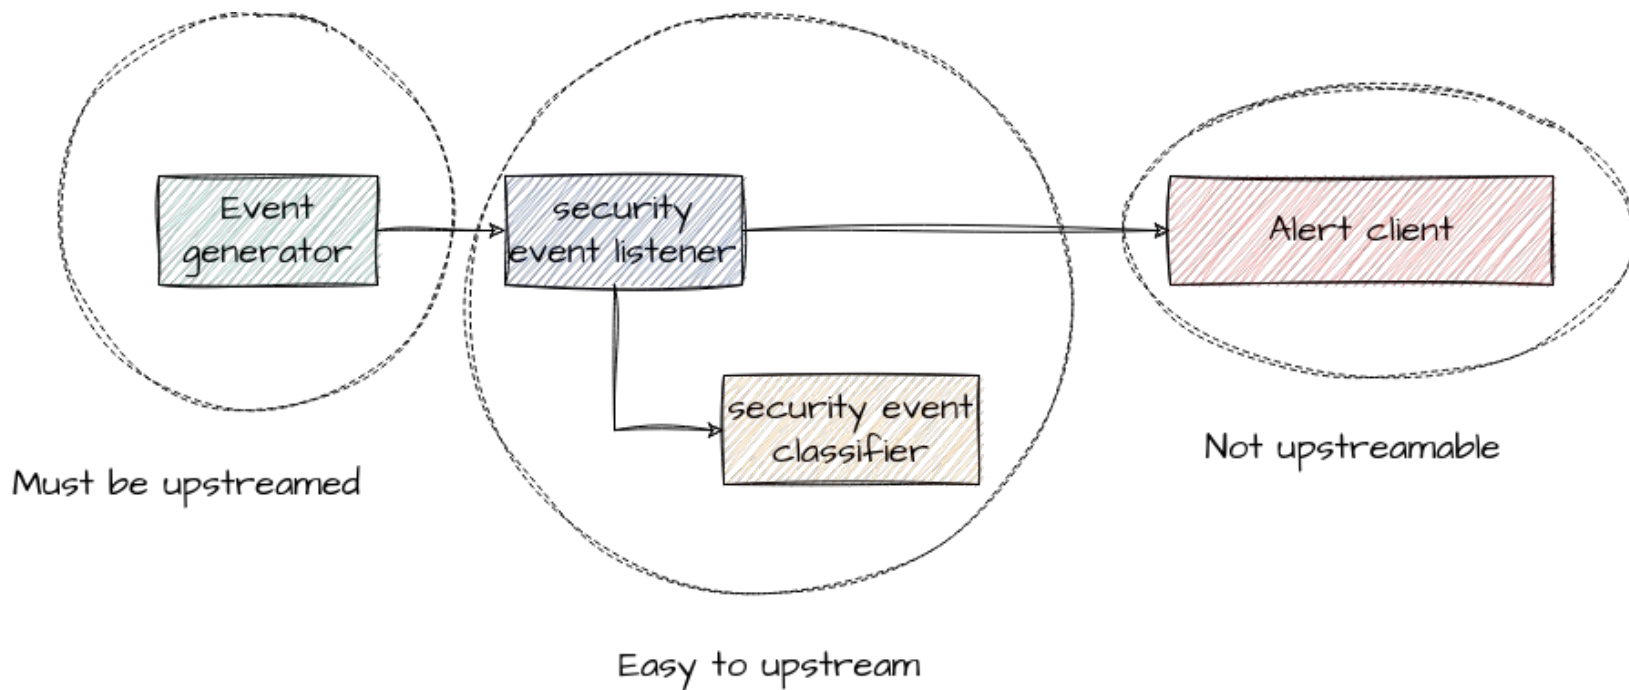 Event
generator
security
event listener
Alert client
security event
classifier
Not upstreamable
Must be upstreamed
Easy to upstream